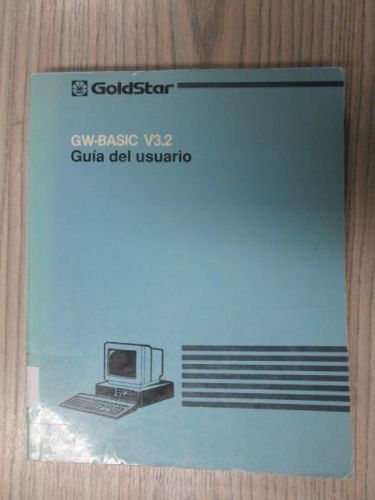 GoldStar
GW-BASIC V3.2
Guía del usuario